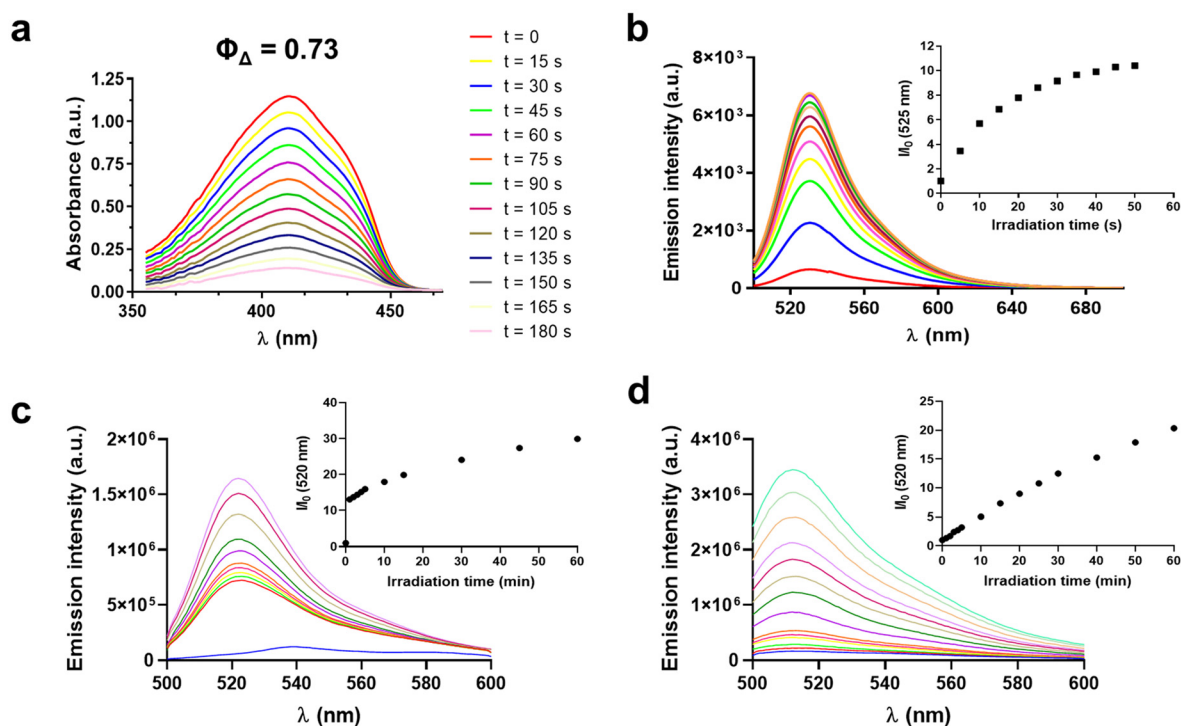 a
Φ_Δ = 0.73
Absorbance (a.u.)
1.25
1.00
0.75
0.50
0.25
0.00
350
400
450
λ (nm)
t = 0
t = 15 s
t = 30 s
t = 45 s
t = 60 s
t = 75 s
t = 90 s
t = 105 s
t = 120 s
t = 135 s
t = 150 s
t = 165 s
t = 180 s
b
Emission intensity (a.u.)
8×10³
6×10³
4×10³
2×10³
0
520
560
600
640
680
λ (nm)
I/I₀ (525 nm)
12
10
8
6
4
2
0
0
10
20
30
40
50
60
Irradiation time (s)
c
Emission intensity (a.u.)
2×10⁶
1.5×10⁶
1×10⁶
5×10⁵
0
500
520
540
560
580
600
λ (nm)
I/I₀ (520 nm)
40
30
20
10
0
0
10
20
30
40
50
60
Irradiation time (min)
d
Emission intensity (a.u.)
4×10⁶
3×10⁶
2×10⁶
1×10⁶
0
500
520
540
560
580
600
λ (nm)
I/I₀ (520 nm)
25
20
15
10
5
0
0
10
20
30
40
50
60
Irradiation time (min)